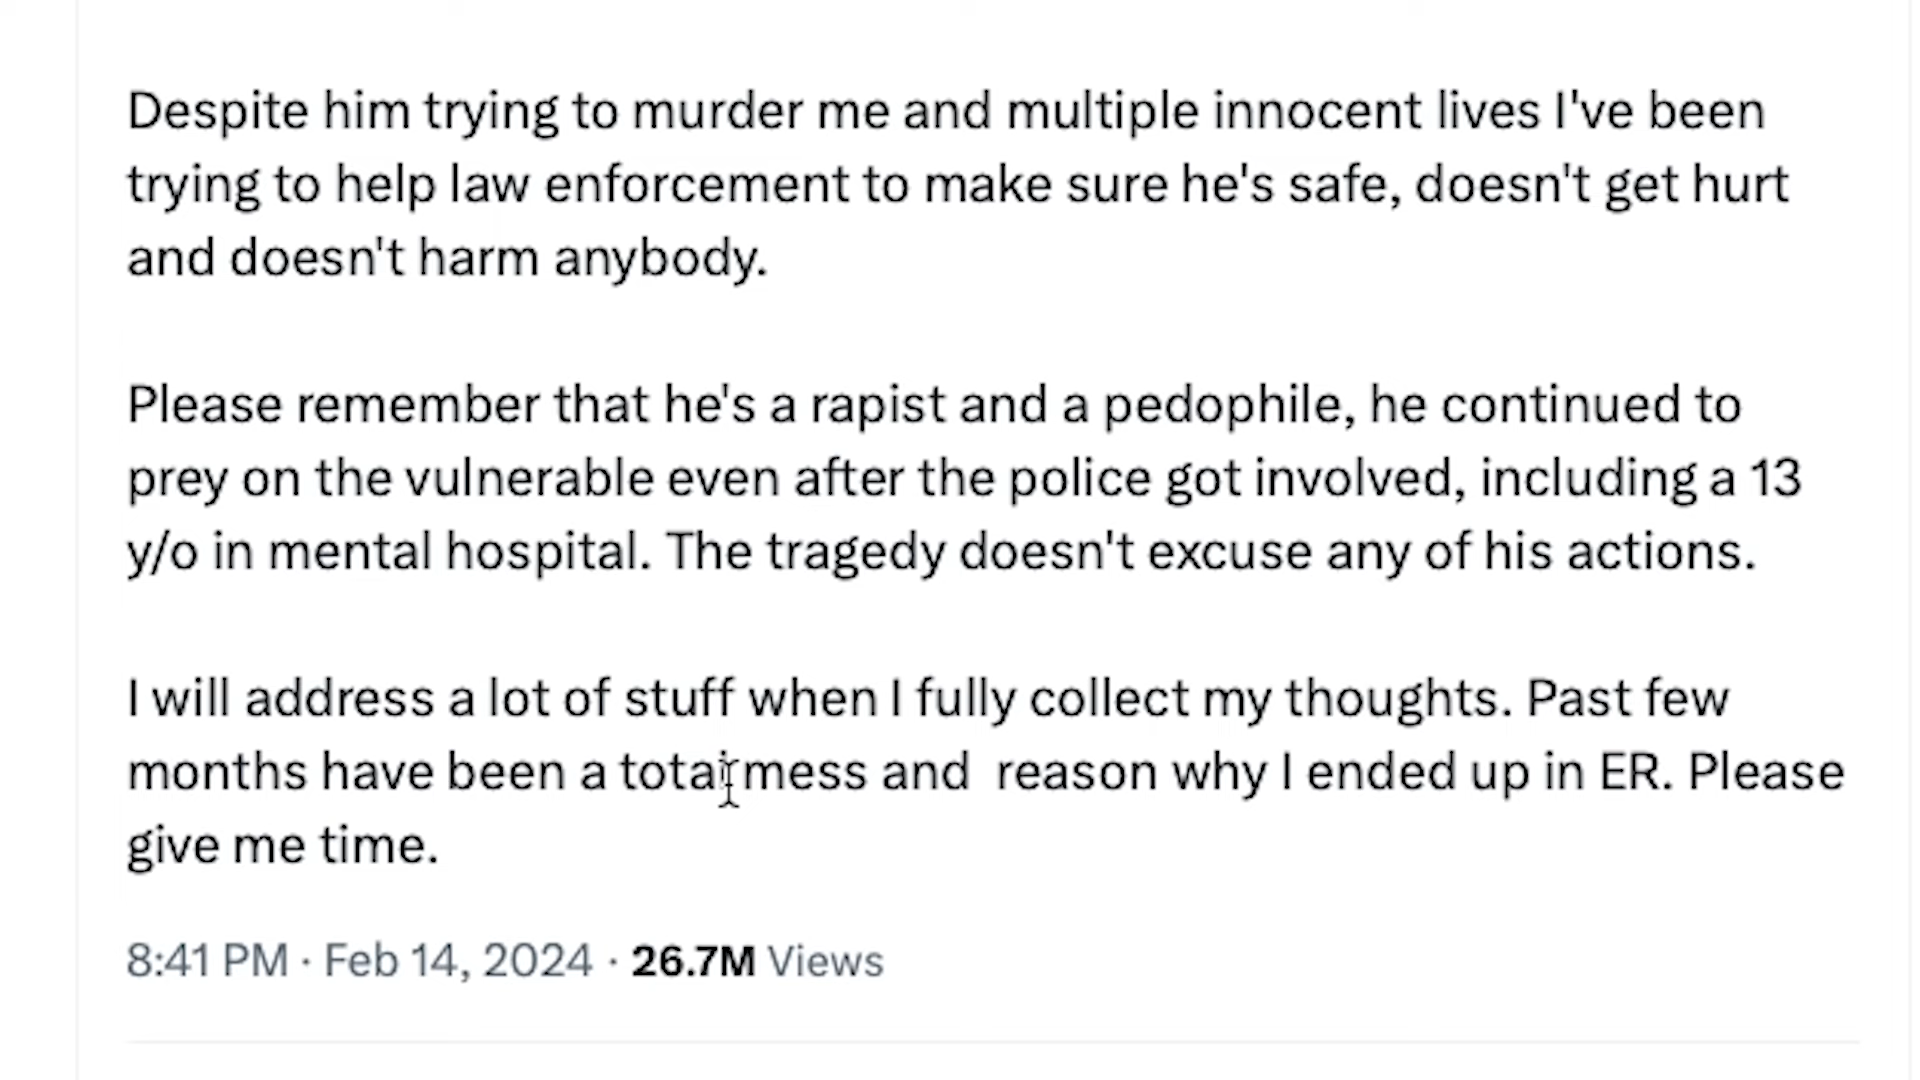 Despite him trying to murder me and multiple innocent lives I've been
trying to help law enforcement to make sure he's safe, doesn't get hurt
and doesn't harm anybody.
Please remember that he's a rapist and a pedophile, he continued to
prey on the vulnerable even after the police got involved, including a 13
y/o in mental hospital. The tragedy doesn't excuse any of his actions.
I will address a lot of stuff when I fully collect my thoughts. Past few
months have been a total mess and  reason why I ended up in ER. Please
give me time.
8:41 PM · Feb 14, 2024 · 26.7M Views